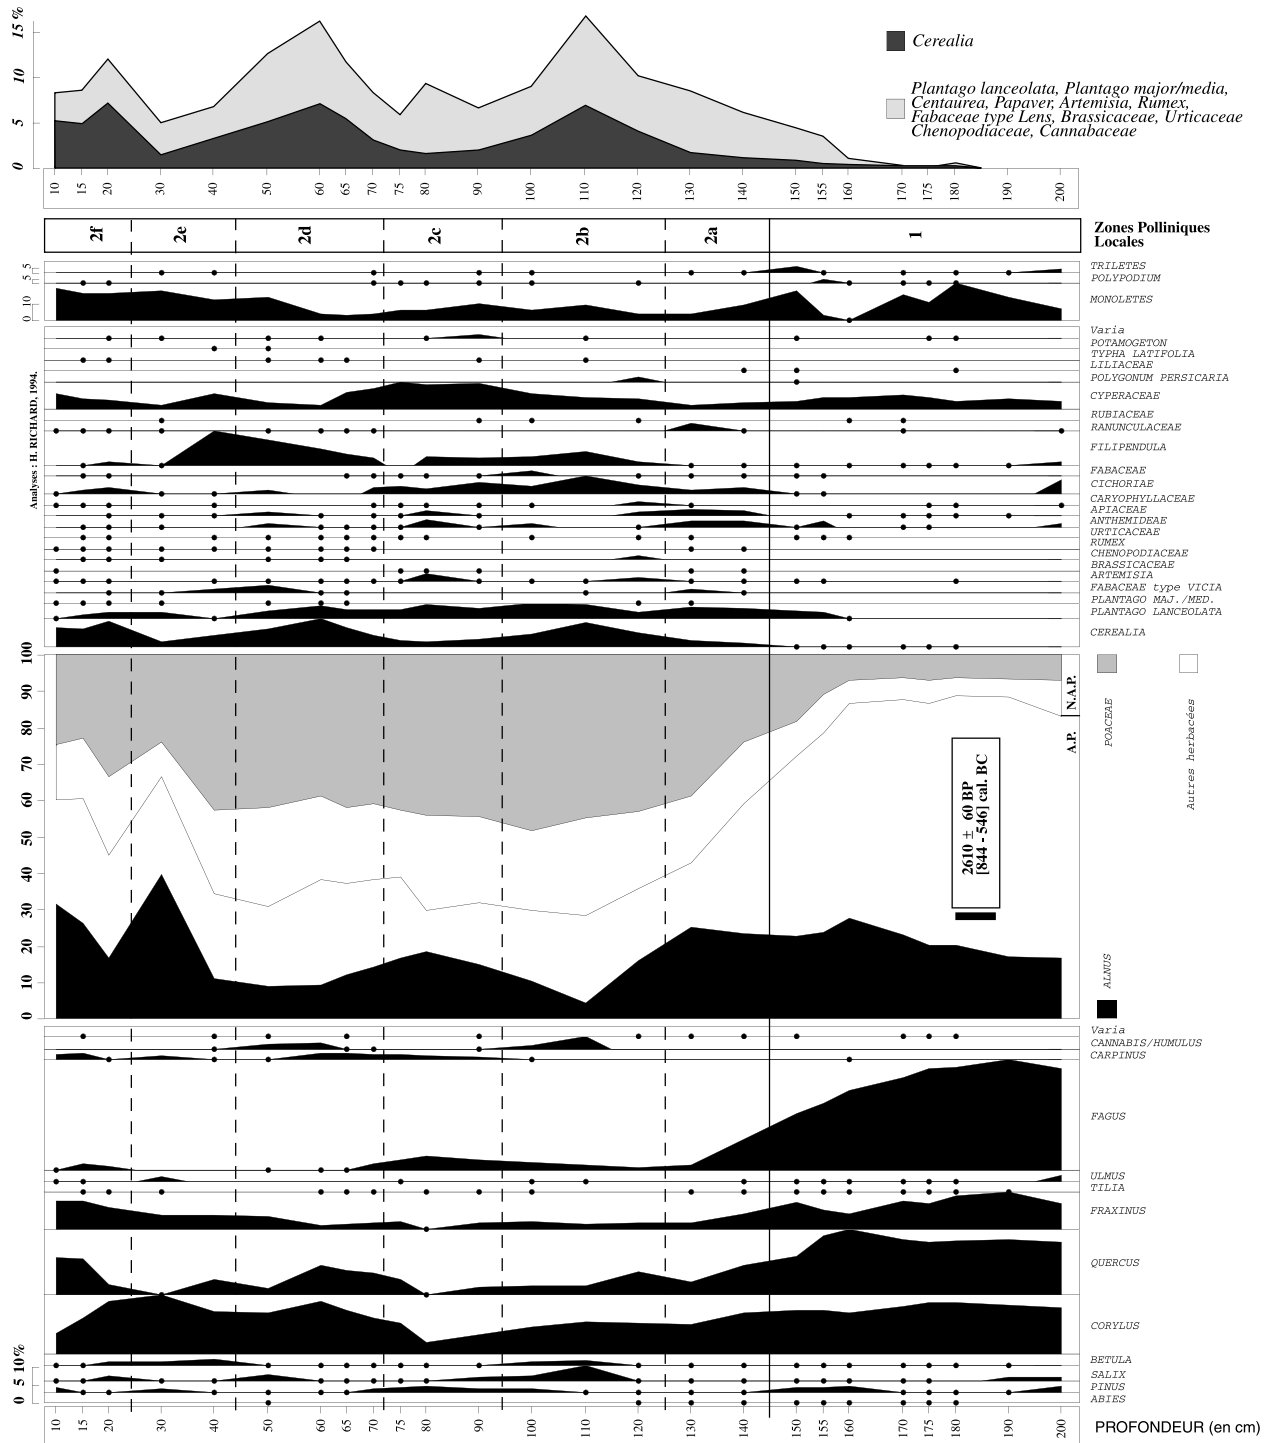 15 %
10
5
0
Cerealia
Plantago lanceolata, Plantago major/media,
Centaurea, Papaver, Artemisia, Rumex,
Fabaceae type Lens, Brassicaceae, Urticaceae
Chenopodiaceae, Cannabaceae
10 15 20 30 40 50 60 65 70 75 80 90 100 110 120 130 140 150 155 160 170 175 180 190 200
2f 2e 2d 2c 2b 2a 1
Zones Polliniques
Locales
5 5
0 10
TRILETES
POLYPODIUM
MONOLETES
Analyses : H. RICHARD, 1994.
Varia
POTAMOGETON
TYPHA LATIFOLIA
LILIACEAE
POLYGONUM PERSICARIA
CYPERACEAE
RUBIACEAE
RANUNCULACEAE
FILIPENDULA
FABACEAE
CICHORIAE
CARYOPHYLLACEAE
APIACEAE
ANTHEMIDEAE
URTICACEAE
RUMEX
CHENOPODIACEAE
BRASSICACEAE
ARTEMISIA
FABACEAE type VICIA
PLANTAGO MAJ./MED.
PLANTAGO LANCEOLATA
CEREALIA
100
90
80
70
60
50
40
30
20
10
0
N.A.P.
A.P.
2610 ± 60 BP
[844 - 546] cal. BC
POACEAE
Autres herbacées
ALNUS
Varia
CANNABIS/HUMULUS
CARPINUS
FAGUS
ULMUS
TILIA
FRAXINUS
QUERCUS
CORYLUS
BETULA
SALIX
PINUS
ABIES
0 5 10%
10 15 20 30 40 50 60 65 70 75 80 90 100 110 120 130 140 150 155 160 170 175 180 190 200
PROFONDEUR (en cm)